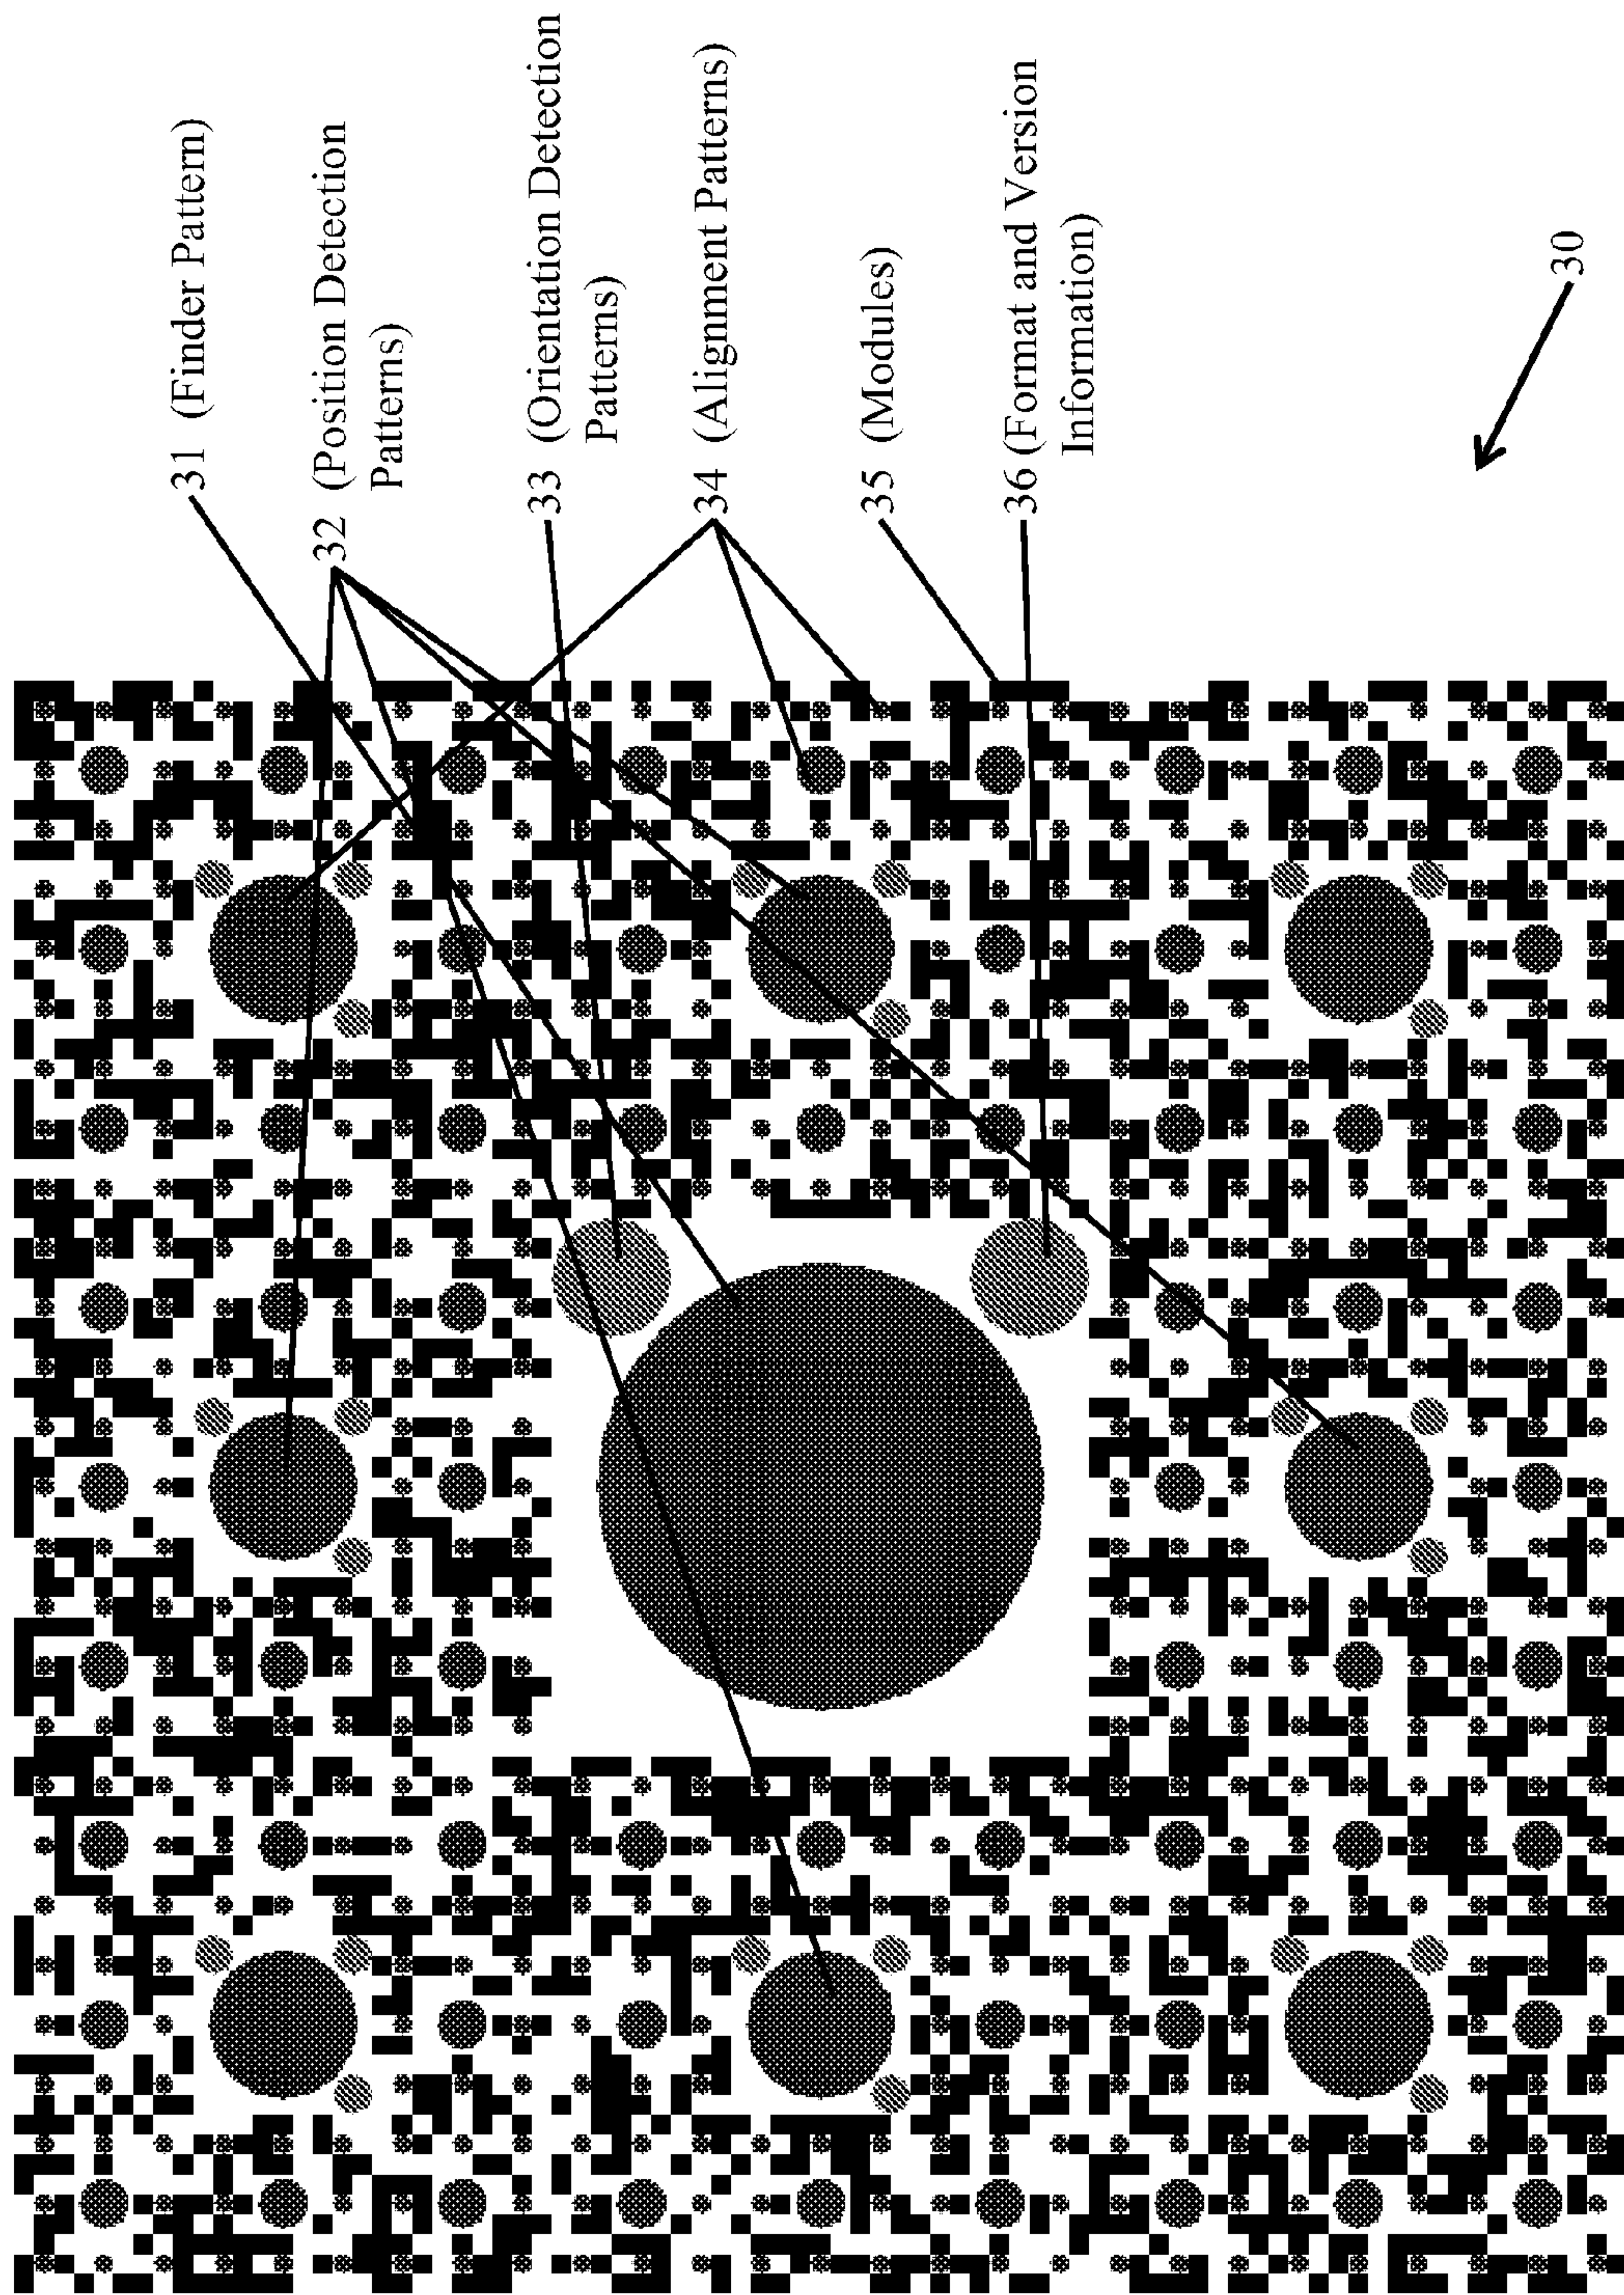 31 (Finder Pattern)
32 (Position Detection
Patterns)
33 (Orientation Detection
Patterns)
34 (Alignment Patterns)
35 (Modules)
36 (Format and Version
Information)
30